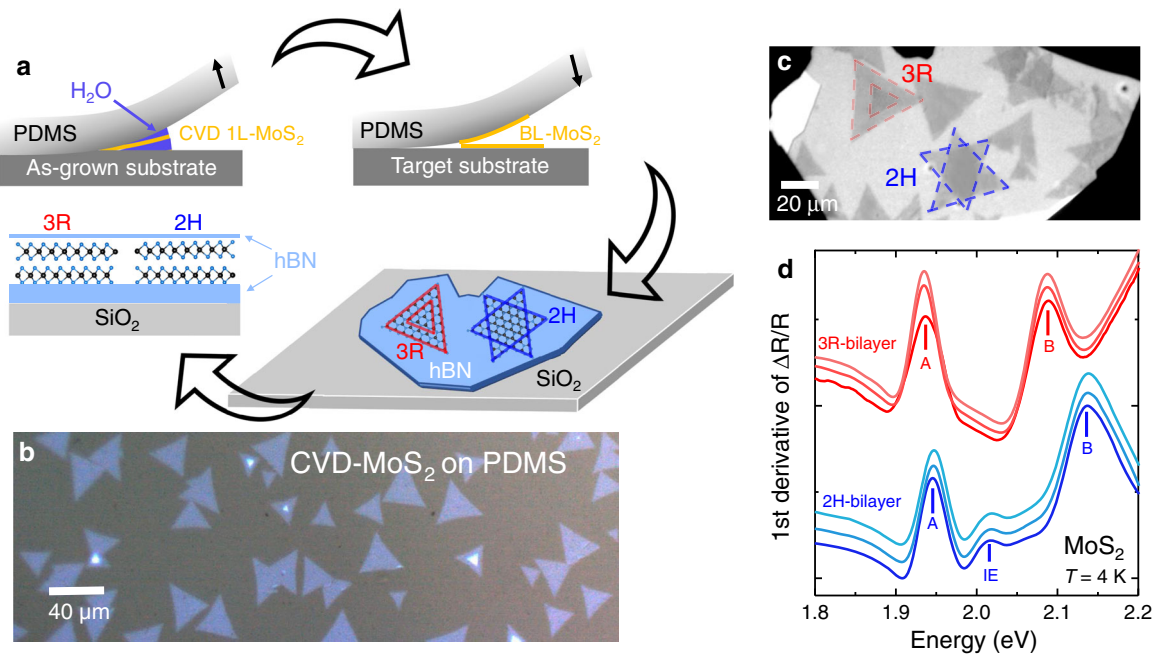 a
H₂O
PDMS
CVD 1L-MoS₂
As-grown substrate
PDMS
BL-MoS₂
Target substrate
3R
2H
hBN
SiO₂
3R
2H
hBN
SiO₂
b
CVD-MoS₂ on PDMS
40 μm
c
3R
2H
20 μm
d
1st derivative of ΔR/R
3R-bilayer
A
B
2H-bilayer
A
IE
B
MoS₂
T = 4 K
1.8 1.9 2.0 2.1 2.2
Energy (eV)